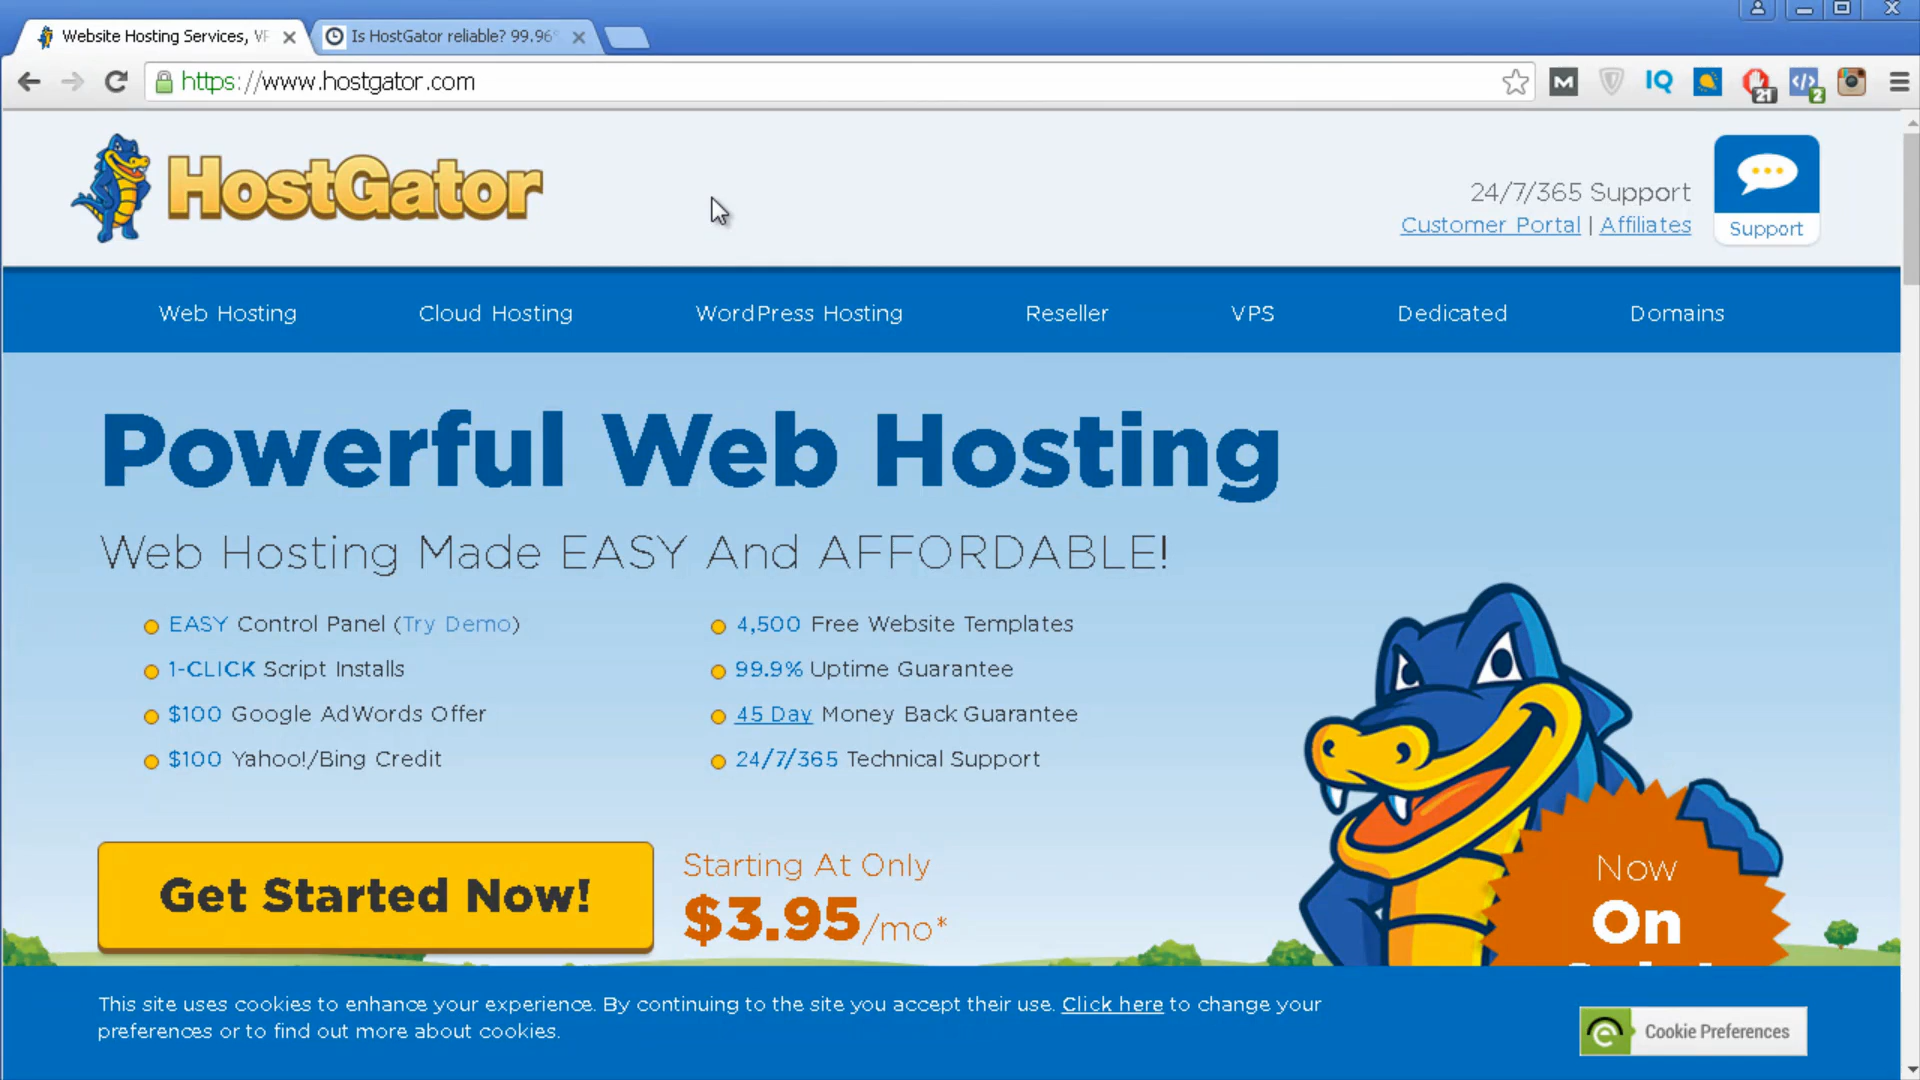 Website Hosting Services, VP
Is HostGator reliable? 99.96%
https://www.hostgator.com
M
IQ
21
</>
2
HostGator
24/7/365 Support
Customer Portal | Affiliates
Support
Web Hosting
Cloud Hosting
WordPress Hosting
Reseller
VPS
Dedicated
Domains
Powerful Web Hosting
Web Hosting Made EASY And AFFORDABLE!
EASY Control Panel (Try Demo)
1-CLICK Script Installs
$100 Google AdWords Offer
$100 Yahoo!/Bing Credit
4,500 Free Website Templates
99.9% Uptime Guarantee
45 Day Money Back Guarantee
24/7/365 Technical Support
Get Started Now!
Starting At Only
$3.95/mo*
Now
On
This site uses cookies to enhance your experience. By continuing to the site you accept their use. Click here to change your
preferences or to find out more about cookies.
Cookie Preferences